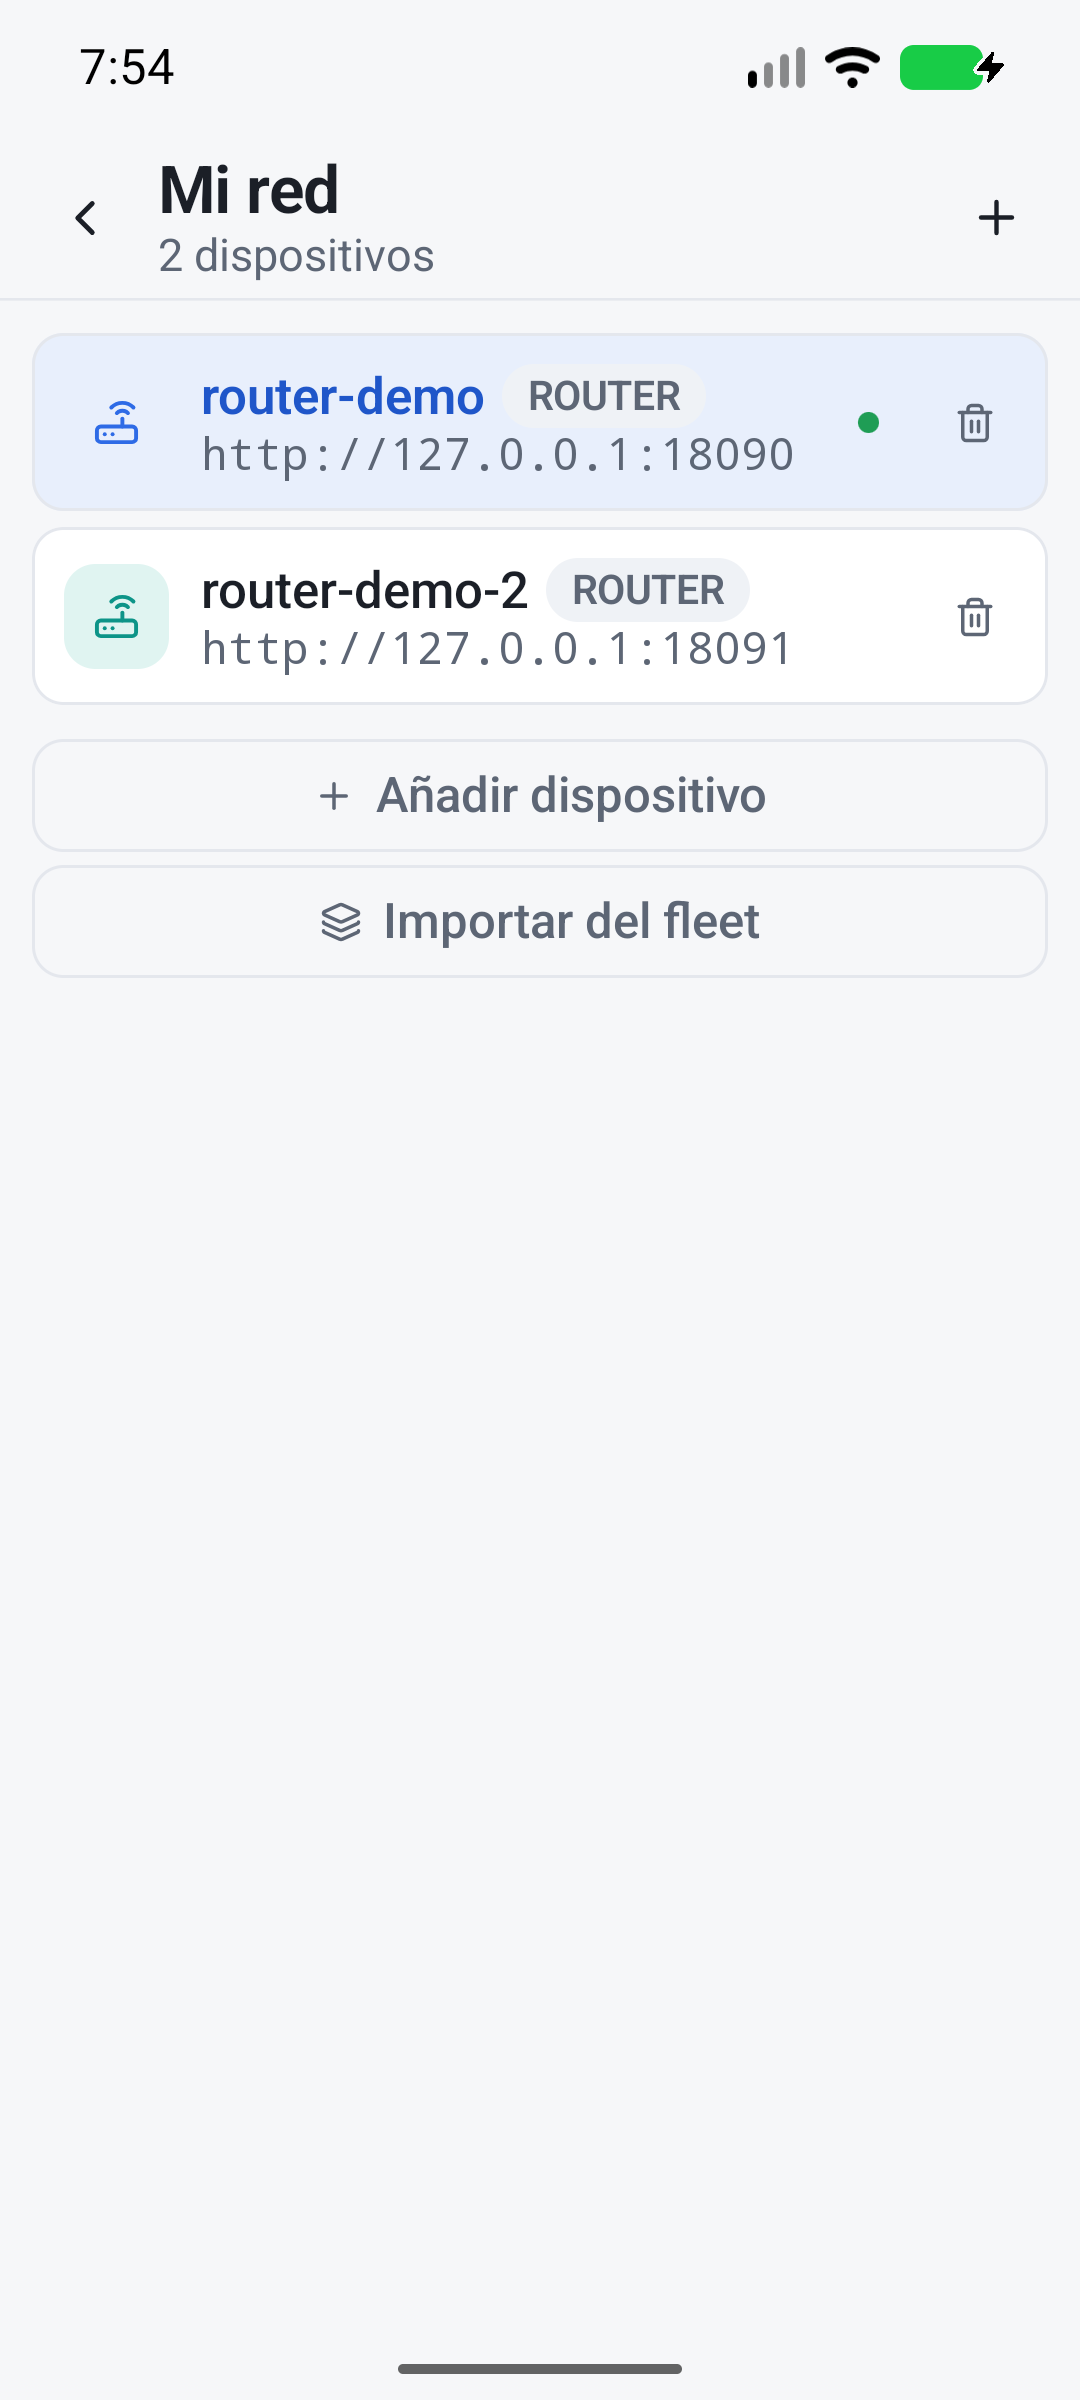 7:54
Mi red
2 dispositivos
router-demo ROUTER
http://127.0.0.1:18090
router-demo-2 ROUTER
http://127.0.0.1:18091
Añadir dispositivo
Importar del fleet